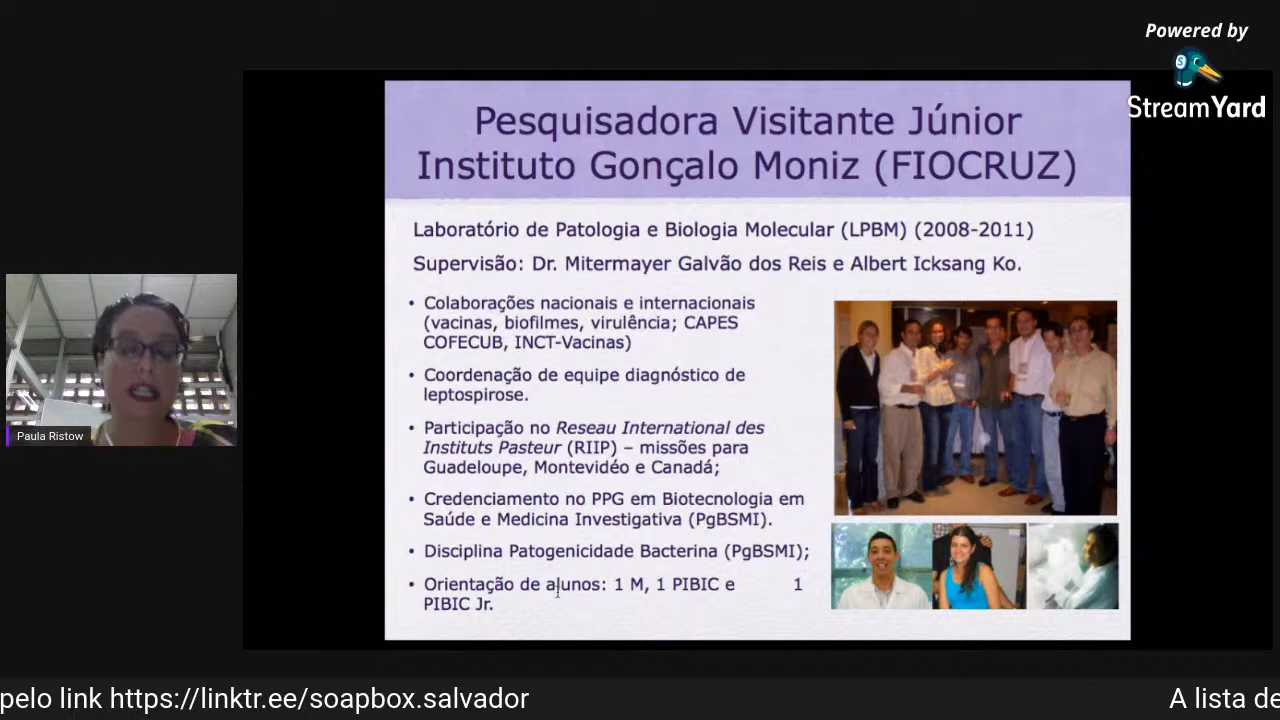 Powered by
StreamYard
Pesquisadora Visitante Júnior
Instituto Gonçalo Moniz (FIOCRUZ)
Laboratório de Patologia e Biologia Molecular (LPBM) (2008-2011)
Supervisão: Dr. Mitermayer Galvão dos Reis e Albert Icksang Ko.
• Colaborações nacionais e internacionais
(vacinas, biofilmes, virulência; CAPES
COFECUB, INCT-Vacinas)
• Coordenação de equipe diagnóstico de
leptospirose.
• Participação no Reseau International des
Instituts Pasteur (RIIP) – missões para
Guadeloupe, Montevidéo e Canadá;
• Credenciamento no PPG em Biotecnologia em
Saúde e Medicina Investigativa (PgBSMI).
• Disciplina Patogenicidade Bacterina (PgBSMI);
• Orientação de alunos: 1 M, 1 PIBIC e 1
PIBIC Jr.
Paula Ristow
pelo link https://linktr.ee/soapbox.salvador
A lista de